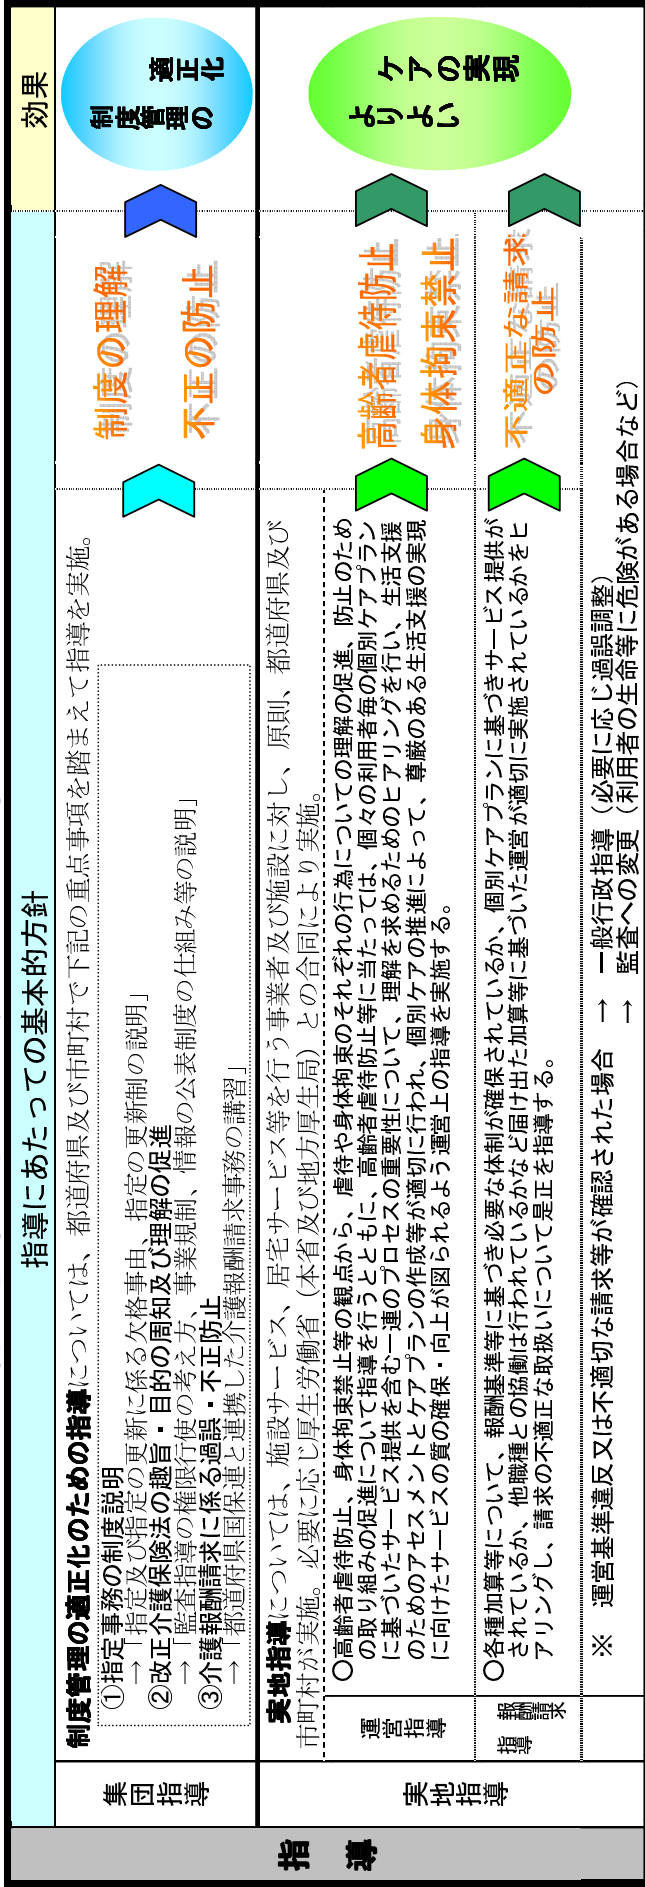 指導にあたっての基本的方針
効果
指　導
集団指導
制度管理の適正化のための指導については、都道府県及び市町村で下記の重点事項を踏まえて指導を実施。
①指定事務の制度説明
→「指定及び指定の更新に係る欠格事由、指定の更新制の説明」
②改正介護保険法の趣旨・目的の周知及び理解の促進
→「監査指導の権限行使の考え方、事業規制、情報の公表制度の仕組み等の説明」
③介護報酬請求に係る過誤・不正防止
→「都道府県国保連と連携した介護報酬請求事務の講習」
制度の理解
不正の防止
制度管理の
適正化
実地指導
実地指導については、施設サービス、居宅サービス等を行う事業者及び施設に対し、原則、都道府県及び
市町村が実施。必要に応じ厚生労働省（本省及び地方厚生局）との合同により実施。
運営指導
〇高齢者虐待防止、身体拘束禁止等の観点から、虐待や身体拘束のそれぞれの行為についての理解の促進、防止のため
の取り組みの促進について指導を行うとともに、高齢者虐待防止等に当たっては、個々の利用者毎の個別ケアプラン
に基づいたサービス提供を含む一連のプロセスの重要性について、理解を求めるためのヒアリングを行い、生活支援
のためのアセスメントとケアプランの作成等が適切に行われ、個別ケアの推進によって、尊厳のある生活支援の実現
に向けたサービスの質の確保・向上が図られるよう運営上の指導を実施する。
高齢者虐待防止
身体拘束禁止
よりよい
ケアの実現
報酬請求
指導
〇各種加算等について、報酬基準等に基づき必要な体制が確保されているか、個別ケアプランに基づきサービス提供が
されているか、他職種との協働は行われているかなど届け出た加算等に基づいた運営が適切に実施されているかをヒ
アリングし、請求の不適正な取扱いについて是正を指導する。
不適正な請求
の防止
※　運営基準違反又は不適切な請求等が確認された場合　→　一般行政指導（必要に応じ過誤調整）
→　監査への変更（利用者の生命等に危険がある場合など）